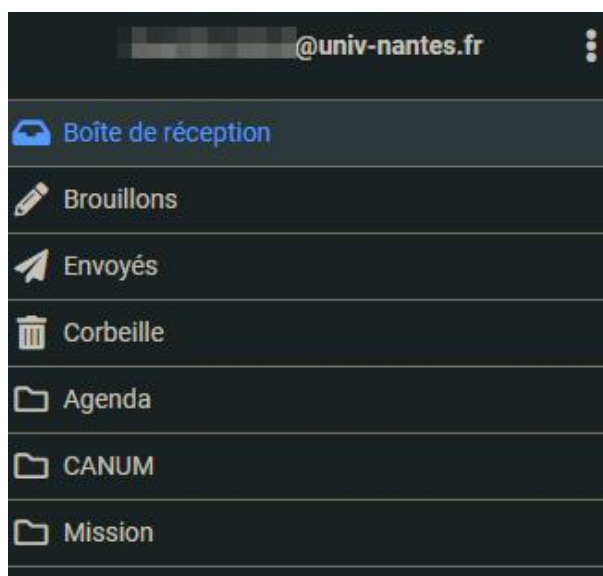 @univ-nantes.fr
Boîte de réception
Brouillons
Envoyés
Corbeille
Agenda
CANUM
Mission